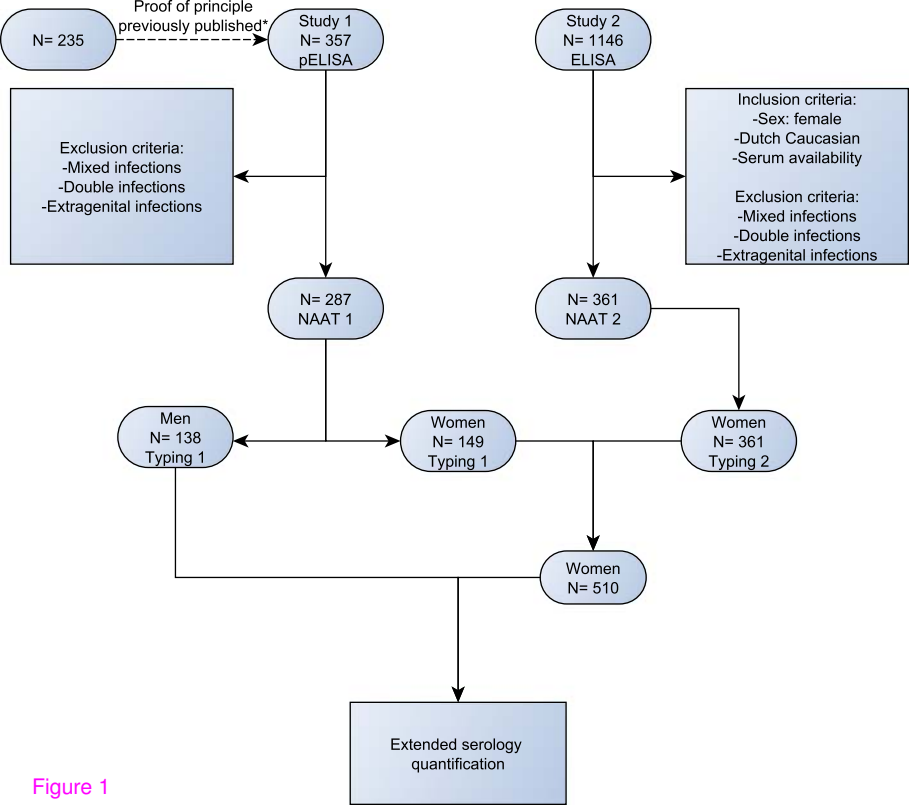 N= 235
Proof of principle
previously published*
Study 1
N= 357
pELISA
Study 2
N= 1146
ELISA
Exclusion criteria:
-Mixed infections
-Double infections
-Extragenital infections
Inclusion criteria:
-Sex: female
-Dutch Caucasian
-Serum availability
Exclusion criteria:
-Mixed infections
-Double infections
-Extragenital infections
N= 287
NAAT 1
N= 361
NAAT 2
Men
N= 138
Typing 1
Women
N= 149
Typing 1
Women
N= 361
Typing 2
Women
N= 510
Extended serology
quantification
Figure 1